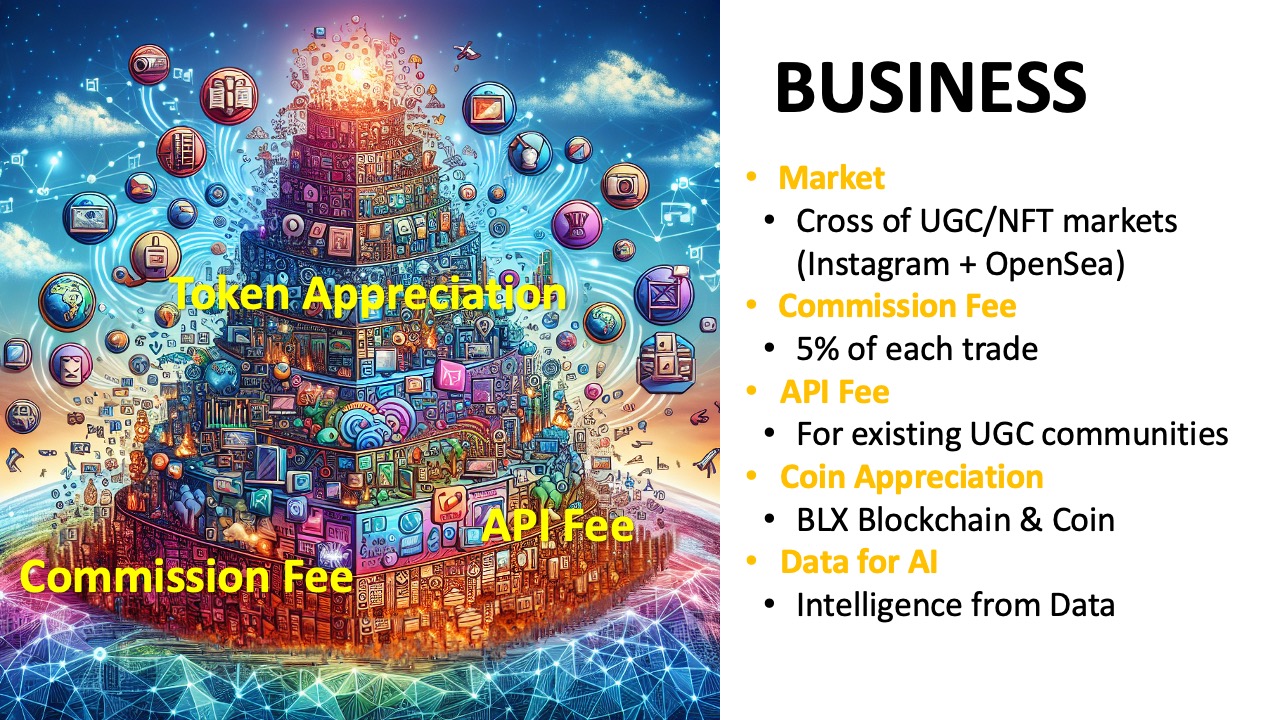 Token Appreciation
API Fee
Commission Fee
BUSINESS
• Market
• Cross of UGC/NFT markets
(Instagram + OpenSea)
• Commission Fee
• 5% of each trade
• API Fee
• For existing UGC communities
• Coin Appreciation
• BLX Blockchain & Coin
• Data for AI
• Intelligence from Data